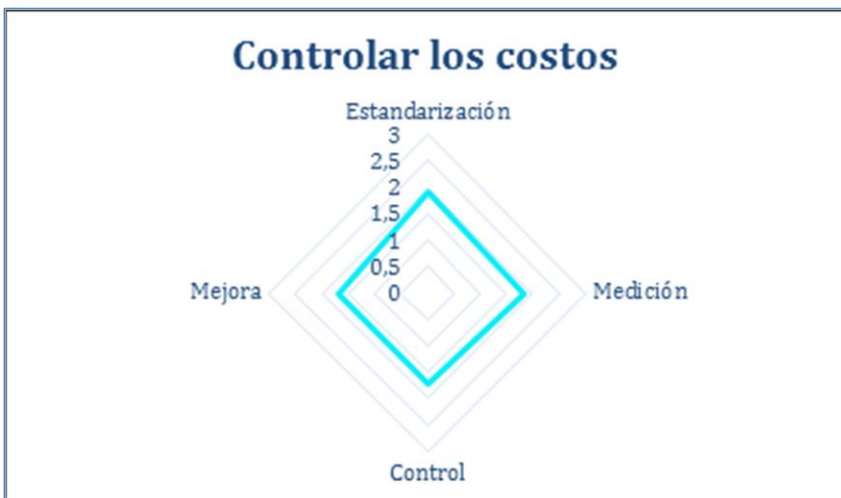 Controlar los costos
Estandarización
3
2,5
2
1,5
1
0,5
0
Mejora
Medición
Control